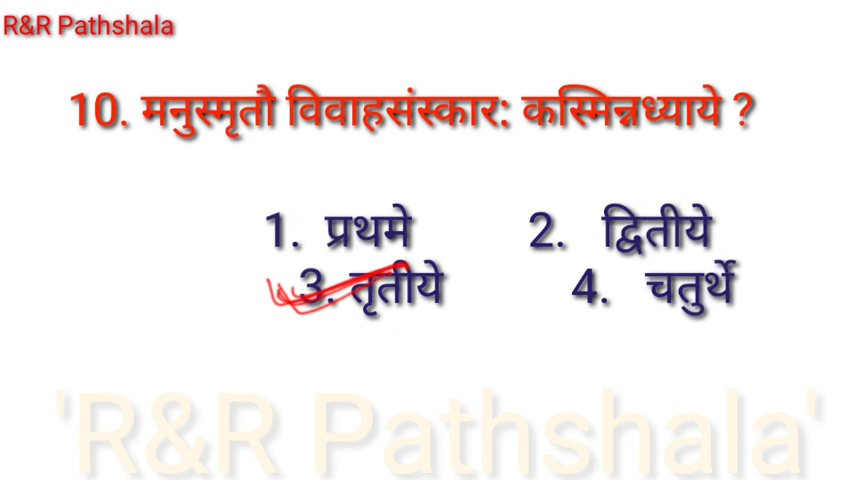 R&R Pathshala
10. मनुस्मृतौ विवाहसंस्कार: कस्मिन्नध्याये ?
1. प्रथमे 2. द्वितीये
3. तृतीये 4. चतुर्थे
'R&R Pathshala'